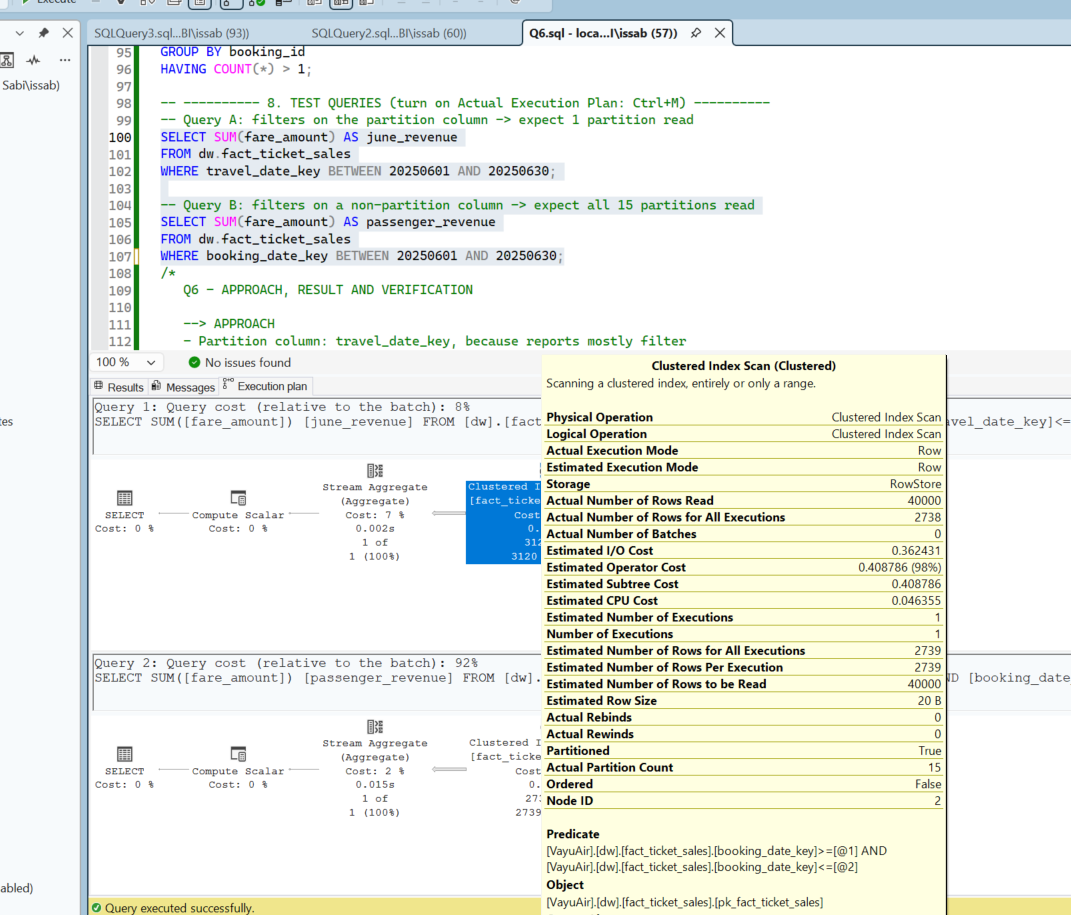 Execute
SQLQuery3.sql...BI\issab (93))
SQLQuery2.sql...BI\issab (60))
Q6.sql - loca...I\issab (57))
Sabi\issab)
95 GROUP BY booking_id
96 HAVING COUNT(*) > 1;
97
98 -- ---------- 8. TEST QUERIES (turn on Actual Execution Plan: Ctrl+M) ----------
99 -- Query A: filters on the partition column -> expect 1 partition read
100 SELECT SUM(fare_amount) AS june_revenue
101 FROM dw.fact_ticket_sales
102 WHERE travel_date_key BETWEEN 20250601 AND 20250630;
103
104 -- Query B: filters on a non-partition column -> expect all 15 partitions read
105 SELECT SUM(fare_amount) AS passenger_revenue
106 FROM dw.fact_ticket_sales
107 WHERE booking_date_key BETWEEN 20250601 AND 20250630;
108 /*
109 Q6 - APPROACH, RESULT AND VERIFICATION
110
111 --> APPROACH
112 - Partition column: travel_date_key, because reports mostly filter
100 %
No issues found
Results
Messages
Execution plan
Query 1: Query cost (relative to the batch): 8%
SELECT SUM([fare_amount]) [june_revenue] FROM [dw].[fact
avel_date_key]<=
tes
SELECT
Cost: 0 %
Compute Scalar
Cost: 0 %
Stream Aggregate
(Aggregate)
Cost: 7 %
0.002s
1 of
1 (100%)
Clustered I
[fact_ticke
Cost
0.
312
3120
Query 2: Query cost (relative to the batch): 92%
SELECT SUM([fare_amount]) [passenger_revenue] FROM [dw].
ND [booking_date_
SELECT
Cost: 0 %
Compute Scalar
Cost: 0 %
Stream Aggregate
(Aggregate)
Cost: 2 %
0.015s
1 of
1 (100%)
Clustered I
[fact_ticke
Cost
0.
273
2739
Clustered Index Scan (Clustered)
Scanning a clustered index, entirely or only a range.
Physical Operation Clustered Index Scan
Logical Operation Clustered Index Scan
Actual Execution Mode Row
Estimated Execution Mode Row
Storage RowStore
Actual Number of Rows Read 40000
Actual Number of Rows for All Executions 2738
Actual Number of Batches 0
Estimated I/O Cost 0.362431
Estimated Operator Cost 0.408786 (98%)
Estimated Subtree Cost 0.408786
Estimated CPU Cost 0.046355
Estimated Number of Executions 1
Number of Executions 1
Estimated Number of Rows for All Executions 2739
Estimated Number of Rows Per Execution 2739
Estimated Number of Rows to be Read 40000
Estimated Row Size 20 B
Actual Rebinds 0
Actual Rewinds 0
Partitioned True
Actual Partition Count 15
Ordered False
Node ID 2
Predicate
[VayuAir].[dw].[fact_ticket_sales].[booking_date_key]>=[@1] AND
[VayuAir].[dw].[fact_ticket_sales].[booking_date_key]<=[@2]
Object
[VayuAir].[dw].[fact_ticket_sales].[pk_fact_ticket_sales]
abled)
Query executed successfully.